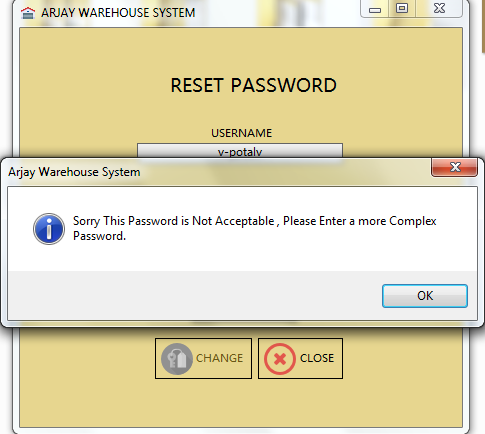 ARJAY WAREHOUSE SYSTEM
RESET PASSWORD
USERNAME
v-potaly
Arjay Warehouse System
Sorry This Password is Not Acceptable , Please Enter a more Complex
Password.
OK
CHANGE
CLOSE